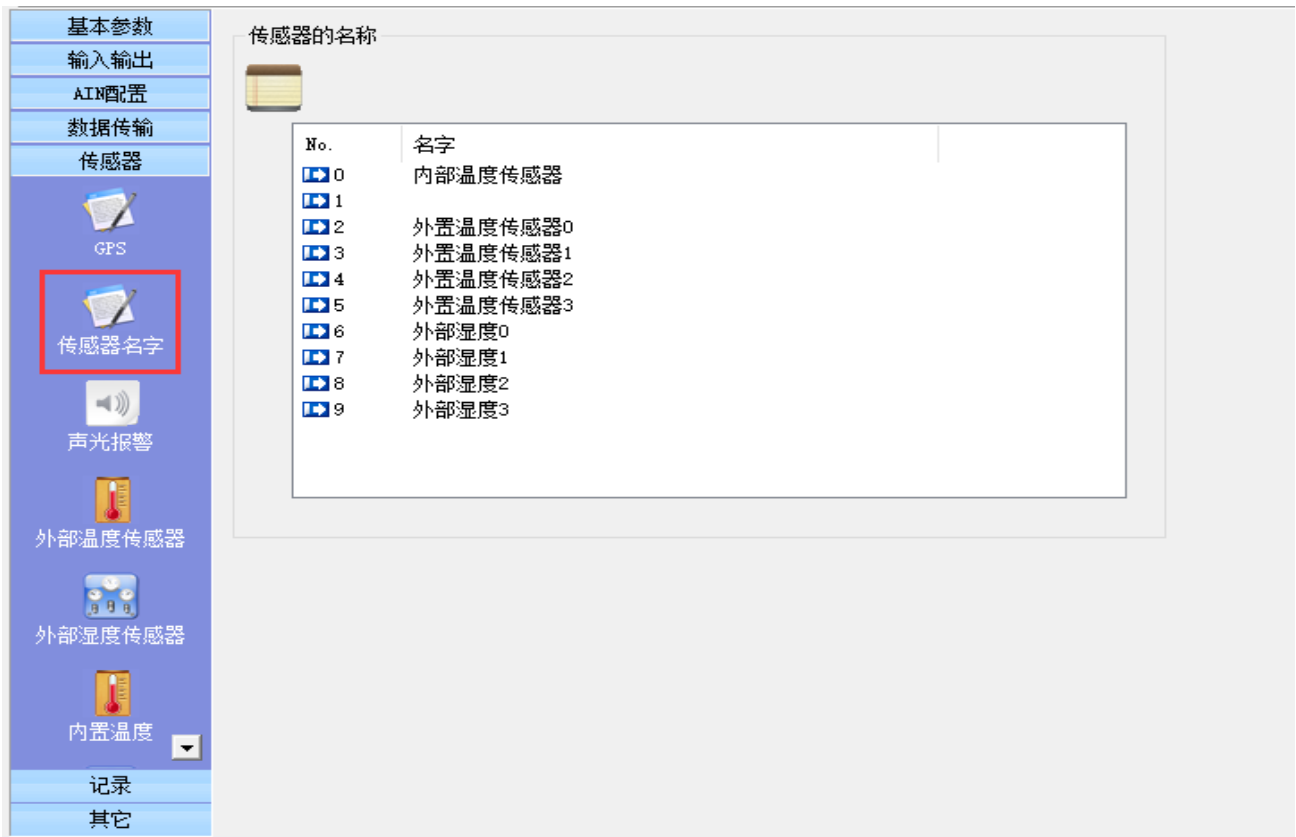 基本参数
输入输出
AIN配置
数据传输
传感器
GPS
传感器名字
声光报警
外部温度传感器
外部湿度传感器
内置温度
记录
其它
传感器的名称
No. 名字
0 内部温度传感器
1
2 外置温度传感器0
3 外置温度传感器1
4 外置温度传感器2
5 外置温度传感器3
6 外部湿度0
7 外部湿度1
8 外部湿度2
9 外部湿度3